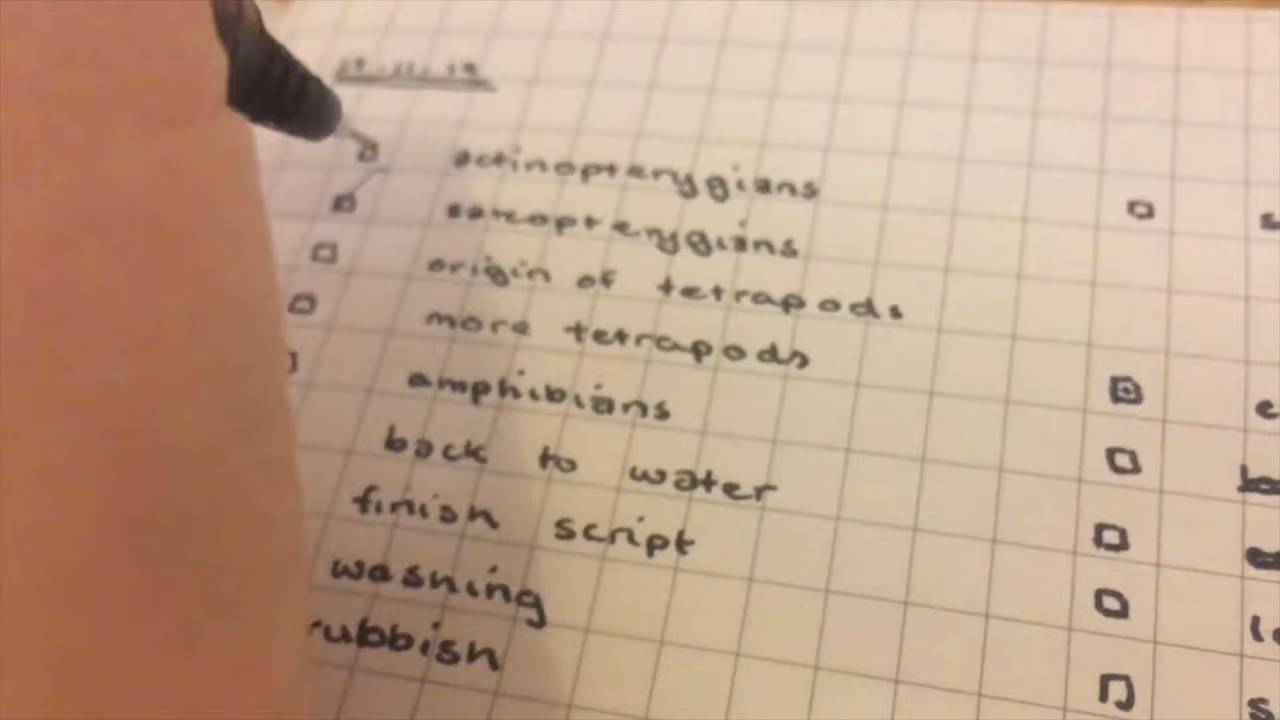 actinopterygians
sarcopterygians
origin of tetrapods
more tetrapods
amphibians
back to water
finish script
washing
rubbish